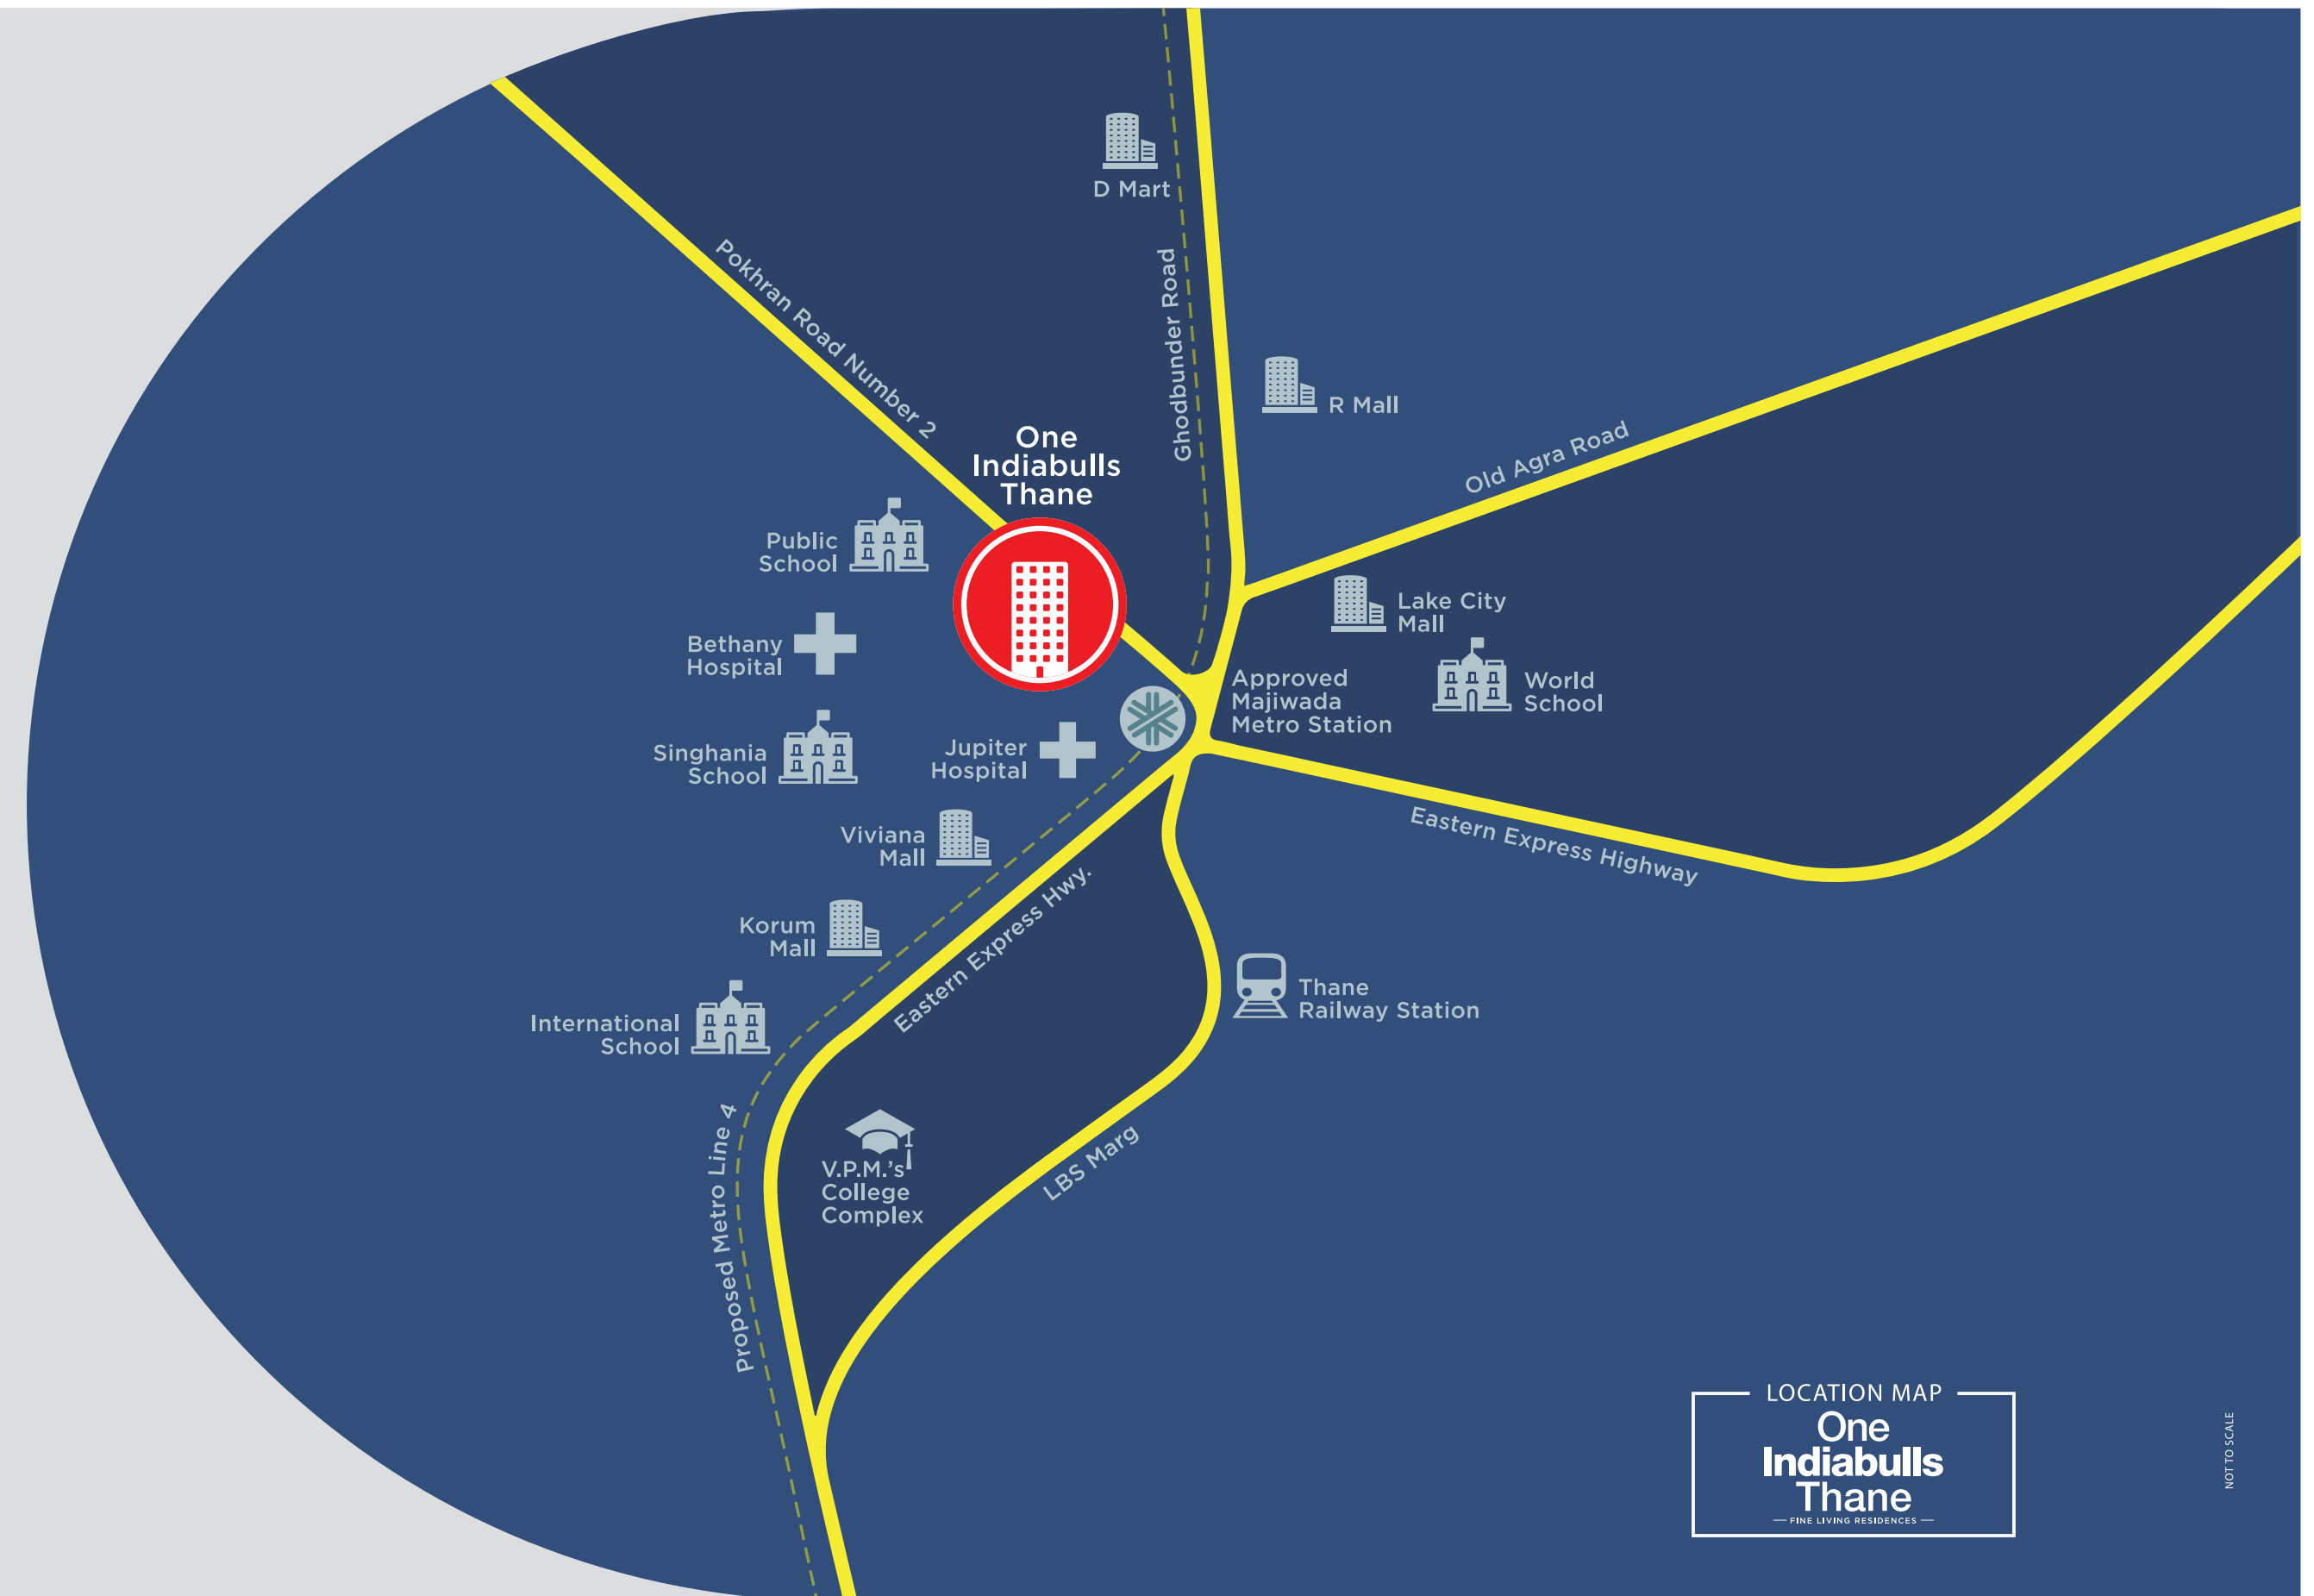 D Mart
Pokhran Road Number 2
Ghodbunder Road
R Mall
Old Agra Road
One
Indiabulls
Thane
Public
School
Lake City
Mall
Bethany
Hospital
World
School
Approved
Majiwada
Metro Station
Singhania
School
Jupiter
Hospital
Viviana
Mall
Eastern Express Highway
Eastern Express Hwy.
Korum
Mall
Thane
Railway Station
International
School
Proposed Metro Line 4
V.P.M.'s
College
Complex
LBS Marg
LOCATION MAP
One
Indiabulls
Thane
FINE LIVING RESIDENCES
NOT TO SCALE